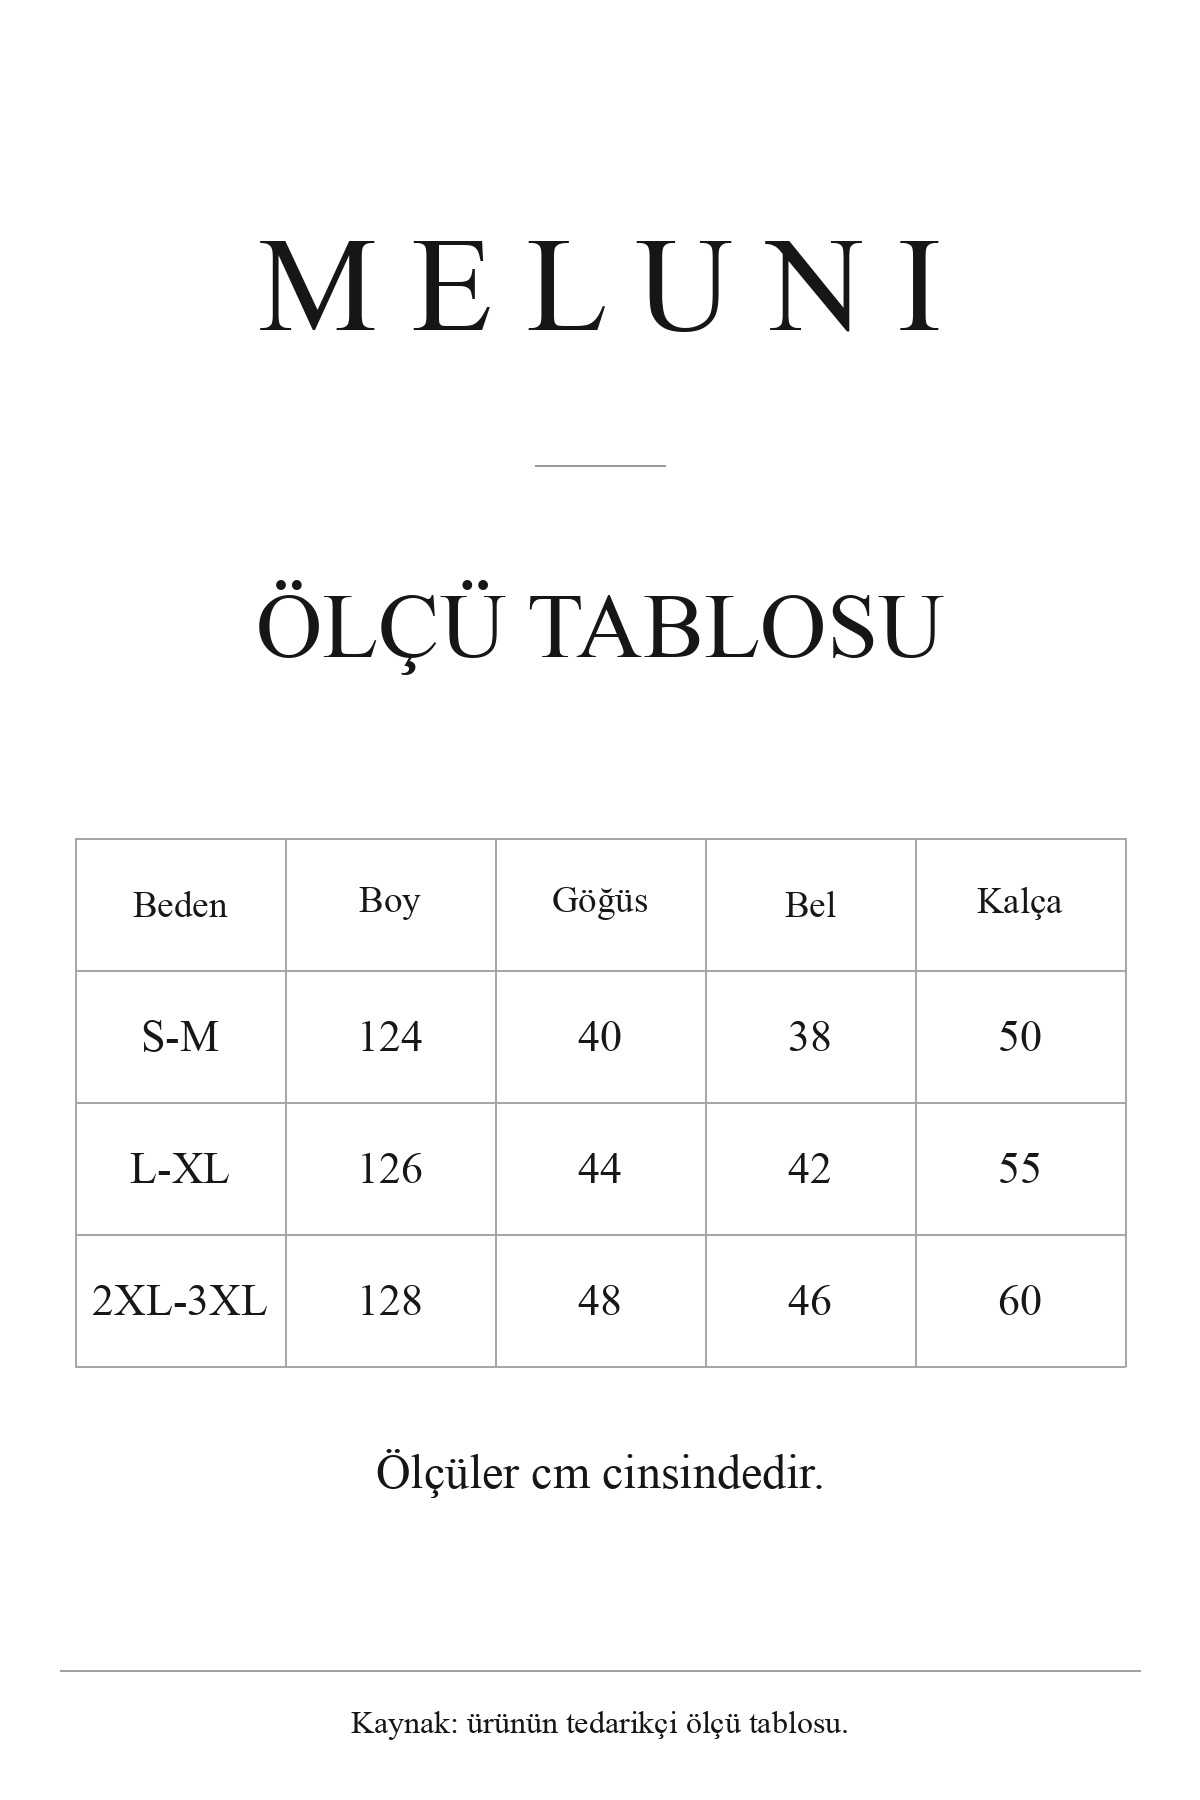 MELUNI
ÖLÇÜ TABLOSU
Beden Boy Göğüs Bel Kalça
S-M 124 40 38 50
L-XL 126 44 42 55
2XL-3XL 128 48 46 60
Ölçüler cm cinsindedir.
Kaynak: ürünün tedarikçi ölçü tablosu.